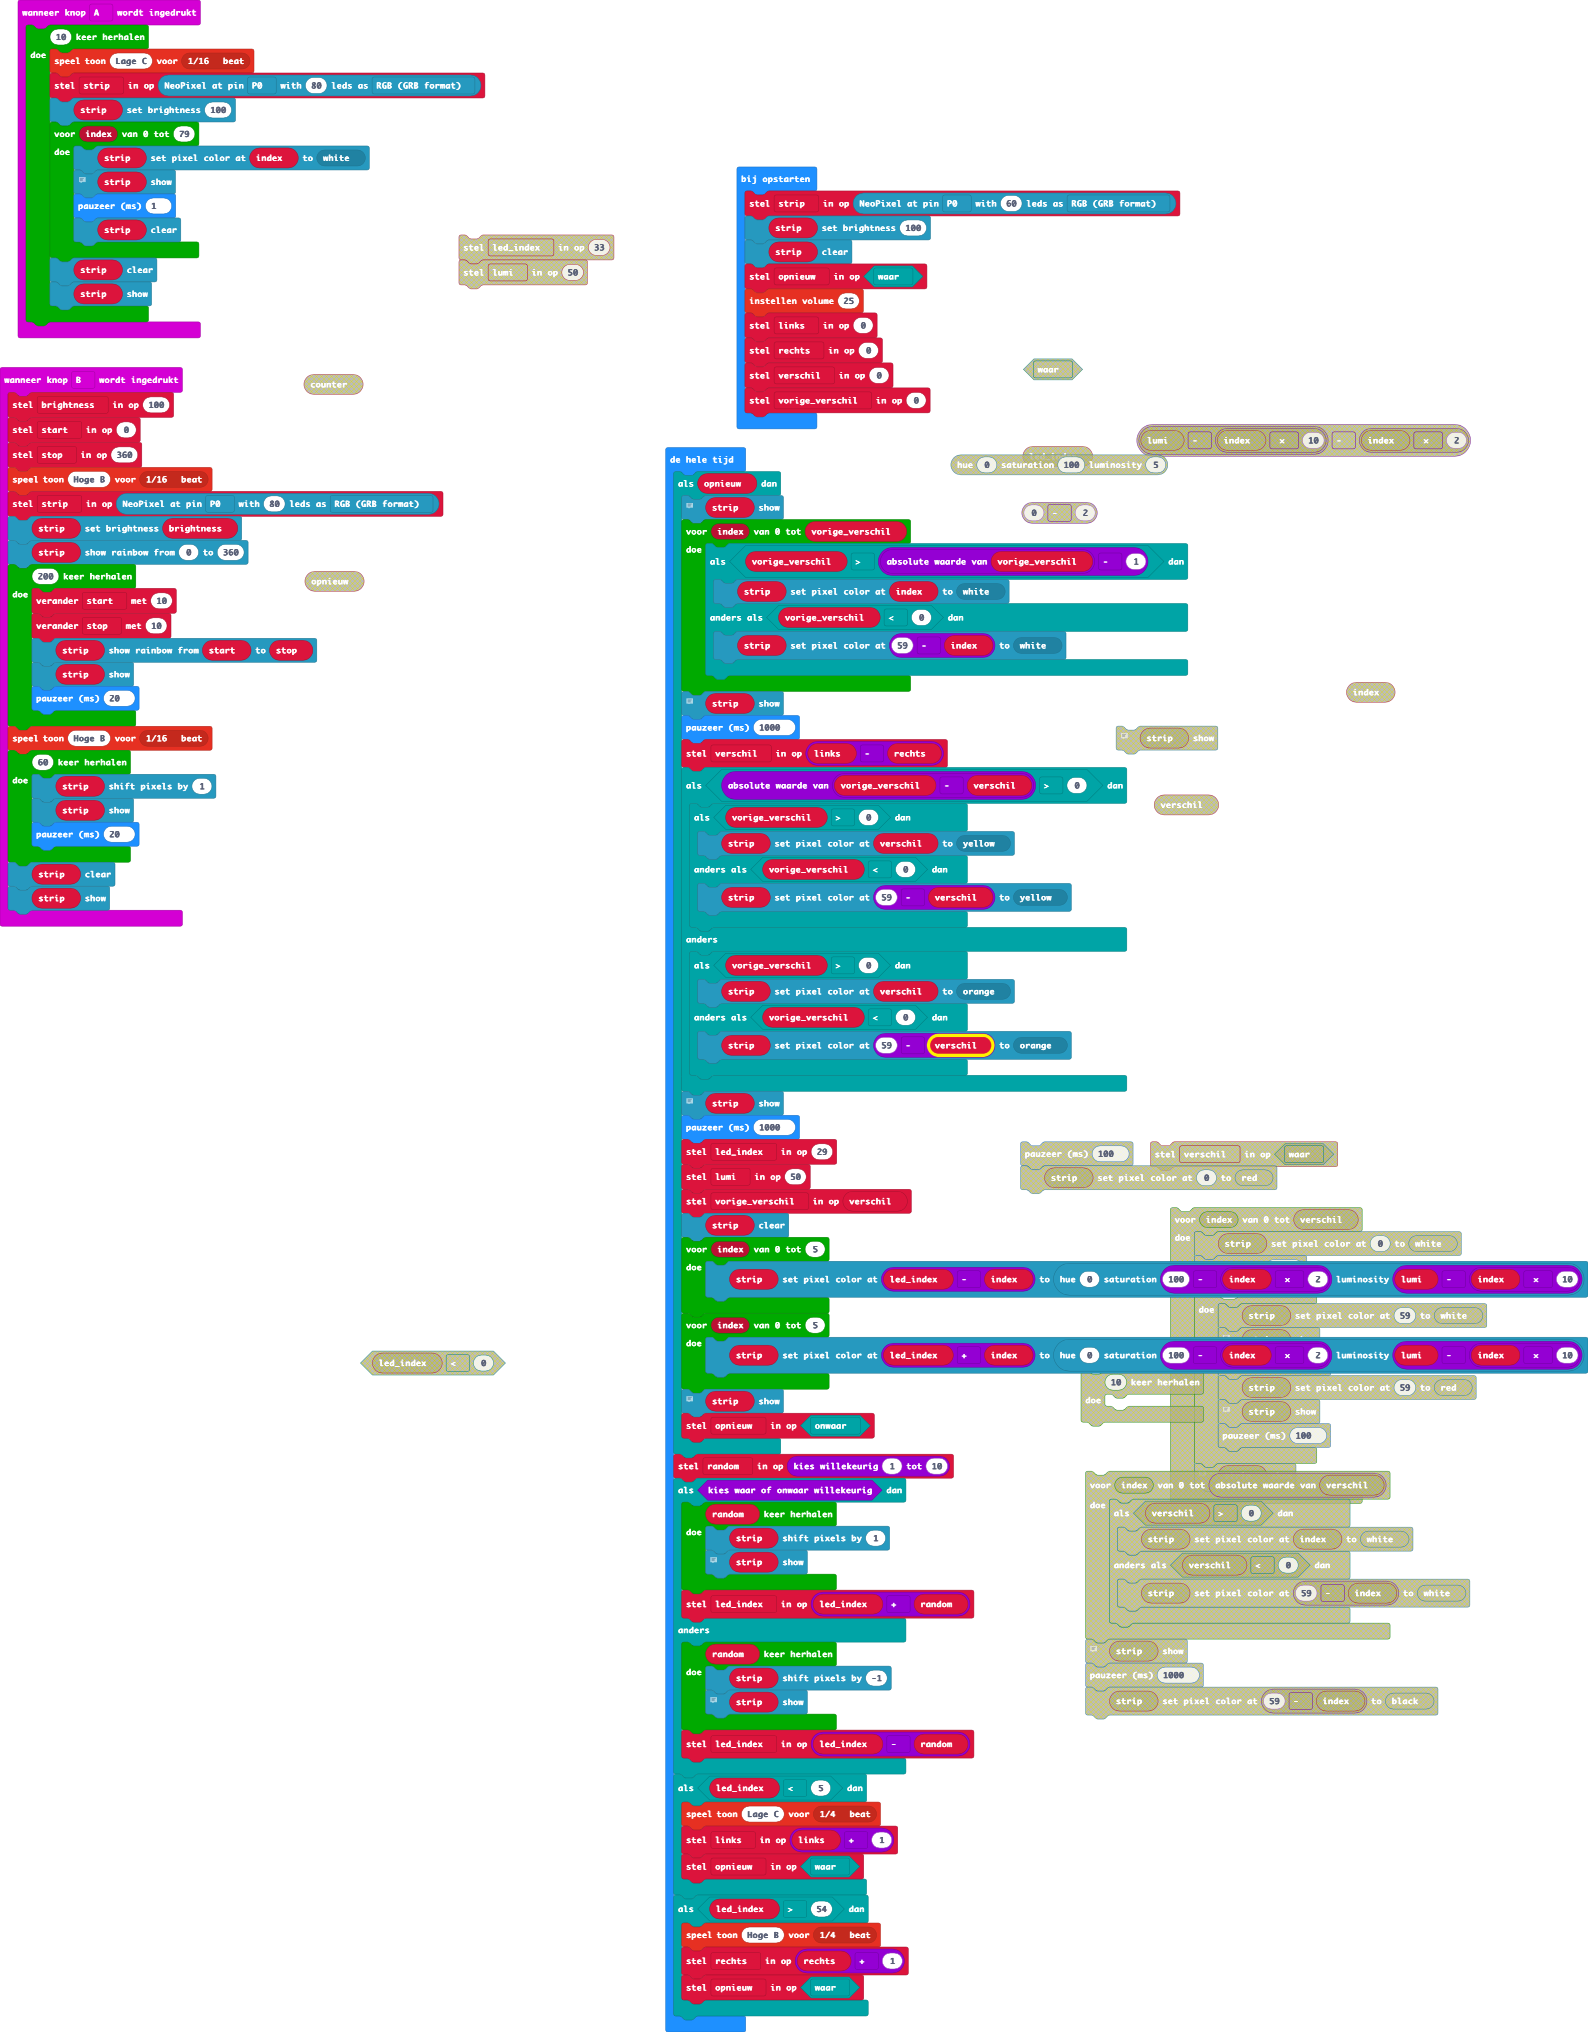 wanneer knop A wordt ingedrukt
10 keer herhalen
doe
speel toon Lage C voor 1/16 beat
stel strip in op NeoPixel at pin P0 with 80 leds as RGB (GRB format)
strip set brightness 100
voor index van 0 tot 79
doe
strip set pixel color at index to white
strip show
pauzeer (ms) 1
strip clear
strip clear
strip show
stel led_index in op 33
stel lumi in op 50
wanneer knop B wordt ingedrukt
stel brightness in op 100
stel start in op 0
stel stop in op 360
speel toon Hoge B voor 1/16 beat
stel strip in op NeoPixel at pin P0 with 80 leds as RGB (GRB format)
strip set brightness brightness
strip show rainbow from 0 to 360
200 keer herhalen
doe
verander start met 10
verander stop met 10
strip show rainbow from start to stop
strip show
pauzeer (ms) 20
speel toon Hoge B voor 1/16 beat
60 keer herhalen
doe
strip shift pixels by 1
strip show
pauzeer (ms) 20
strip clear
strip show
counter
opnieuw
led_index < 0
bij opstarten
stel strip in op NeoPixel at pin P0 with 60 leds as RGB (GRB format)
strip set brightness 100
strip clear
stel opnieuw in op waar
instellen volume 25
stel links in op 0
stel rechts in op 0
stel verschil in op 0
stel vorige_verschil in op 0
waar
lumi - index × 10 - index × 2
hue 0 saturation 100 luminosity 5
0 - 2
index
strip show
verschil
de hele tijd
als opnieuw dan
strip show
voor index van 0 tot vorige_verschil
doe
als vorige_verschil > absolute waarde van vorige_verschil - 1 dan
strip set pixel color at index to white
anders als vorige_verschil < 0 dan
strip set pixel color at 59 - index to white
strip show
pauzeer (ms) 1000
stel verschil in op links - rechts
als absolute waarde van vorige_verschil - verschil > 0 dan
als vorige_verschil > 0 dan
strip set pixel color at verschil to yellow
anders als vorige_verschil < 0 dan
strip set pixel color at 59 - verschil to yellow
anders
als vorige_verschil > 0 dan
strip set pixel color at verschil to orange
anders als vorige_verschil < 0 dan
strip set pixel color at 59 - verschil to orange
strip show
pauzeer (ms) 1000
stel led_index in op 29
stel lumi in op 50
stel vorige_verschil in op verschil
strip clear
voor index van 0 tot 5
doe
strip set pixel color at led_index - index to hue 0 saturation 100 - index × 2 luminosity lumi - index × 10
voor index van 0 tot 5
doe
strip set pixel color at led_index + index to hue 0 saturation 100 - index × 2 luminosity lumi - index × 10
strip show
stel opnieuw in op onwaar
stel random in op kies willekeurig 1 tot 10
als kies waar of onwaar willekeurig dan
random keer herhalen
doe
strip shift pixels by 1
strip show
stel led_index in op led_index + random
anders
random keer herhalen
doe
strip shift pixels by -1
strip show
stel led_index in op led_index - random
als led_index < 5 dan
speel toon Lage C voor 1/4 beat
stel links in op links + 1
stel opnieuw in op waar
als led_index > 54 dan
speel toon Hoge B voor 1/4 beat
stel rechts in op rechts + 1
stel opnieuw in op waar
pauzeer (ms) 100
strip set pixel color at 0 to red
stel verschil in op waar
voor index van 0 tot verschil
doe
strip set pixel color at 0 to white
doe
strip set pixel color at 59 to white
strip set pixel color at 59 to red
strip show
pauzeer (ms) 100
10 keer herhalen
doe
voor index van 0 tot absolute waarde van verschil
doe
als verschil > 0 dan
strip set pixel color at index to white
anders als verschil < 0 dan
strip set pixel color at 59 - index to white
strip show
pauzeer (ms) 1000
strip set pixel color at 59 - index to black